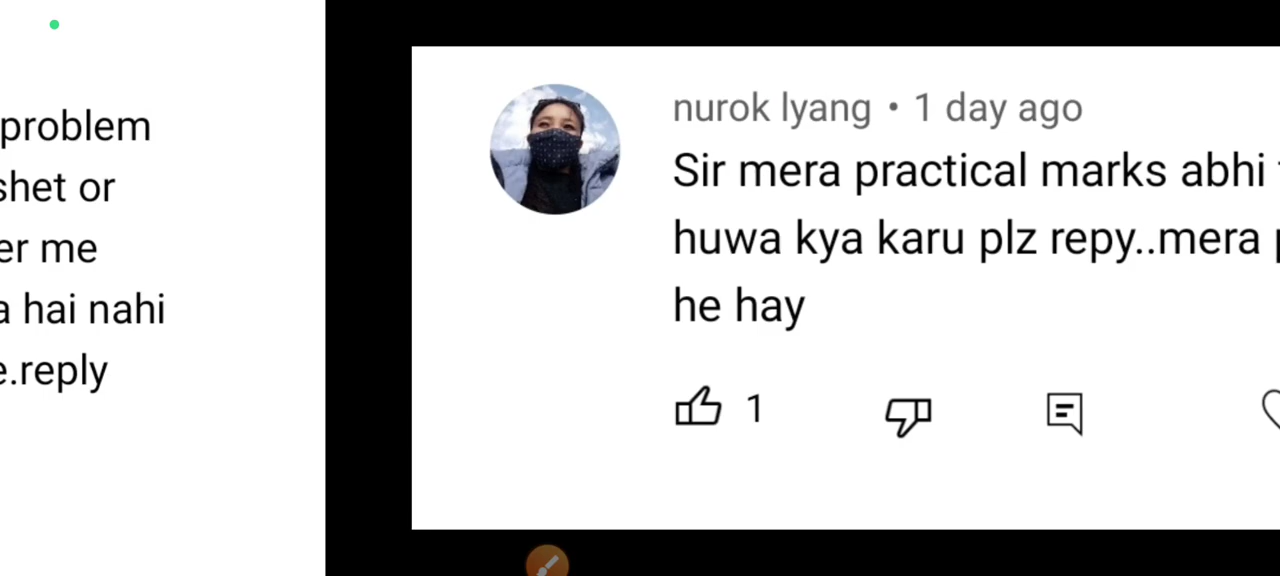 problem
shet or
er me
a hai nahi
e.reply
nurok lyang • 1 day ago
Sir mera practical marks abhi
huwa kya karu plz repy..mera
he hay
1